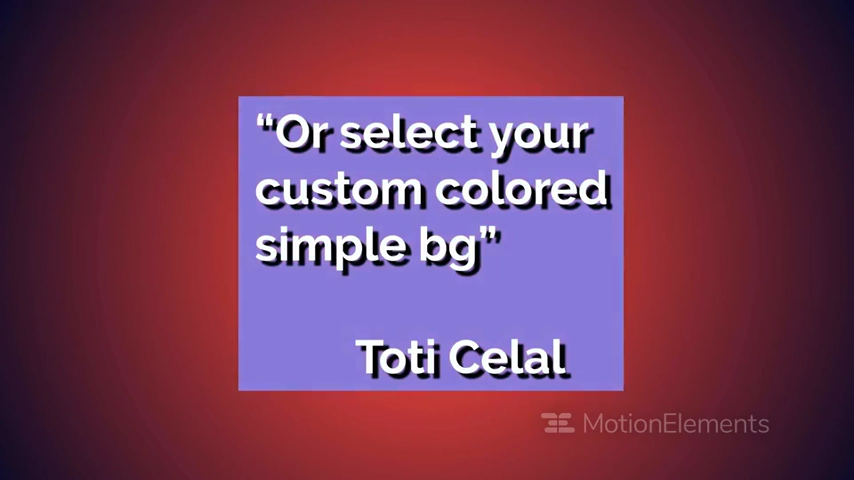 “Or select your
custom colored
simple bg”
Toti Celal
MotionElements